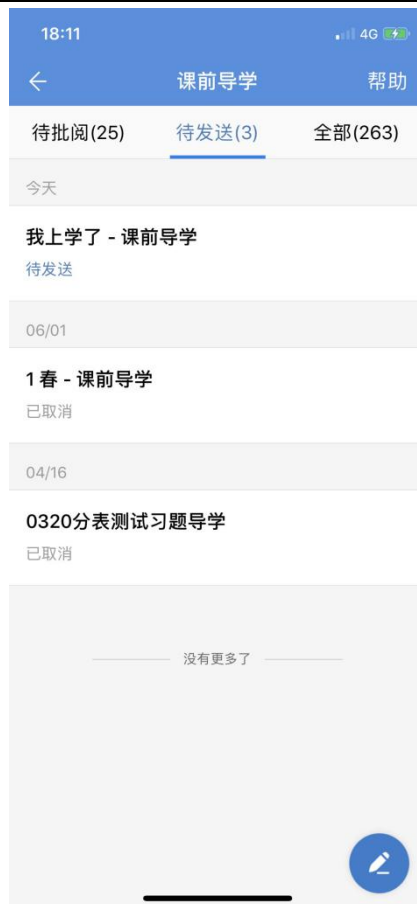 18:11
4G
课前导学
帮助
待批阅(25)
待发送(3)
全部(263)
今天
我上学了 - 课前导学
待发送
06/01
1 春 - 课前导学
已取消
04/16
0320分表测试习题导学
已取消
没有更多了